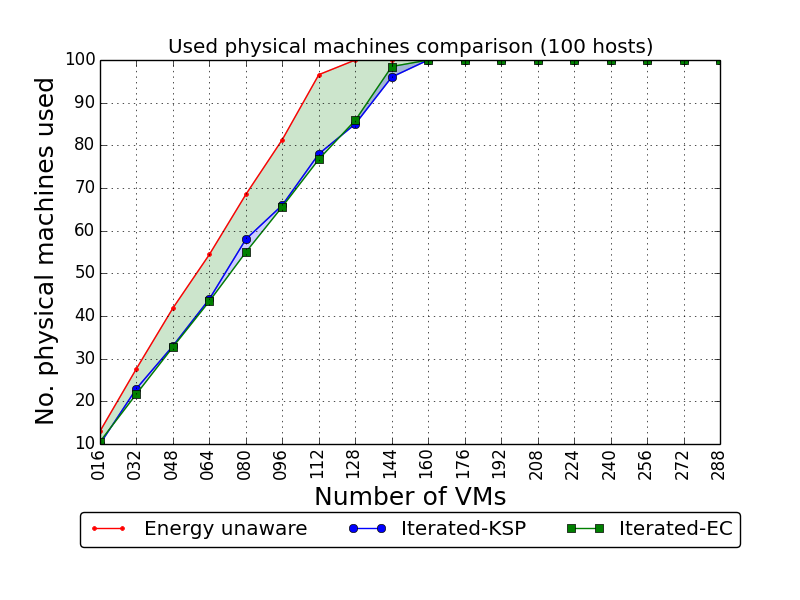 Used physical machines comparison (100 hosts)
No. physical machines used
100
90
80
70
60
50
40
30
20
10
016 032 048 064 080 096 112 128 144 160 176 192 208 224 240 256 272 288
Number of VMs
Energy unaware Iterated-KSP Iterated-EC